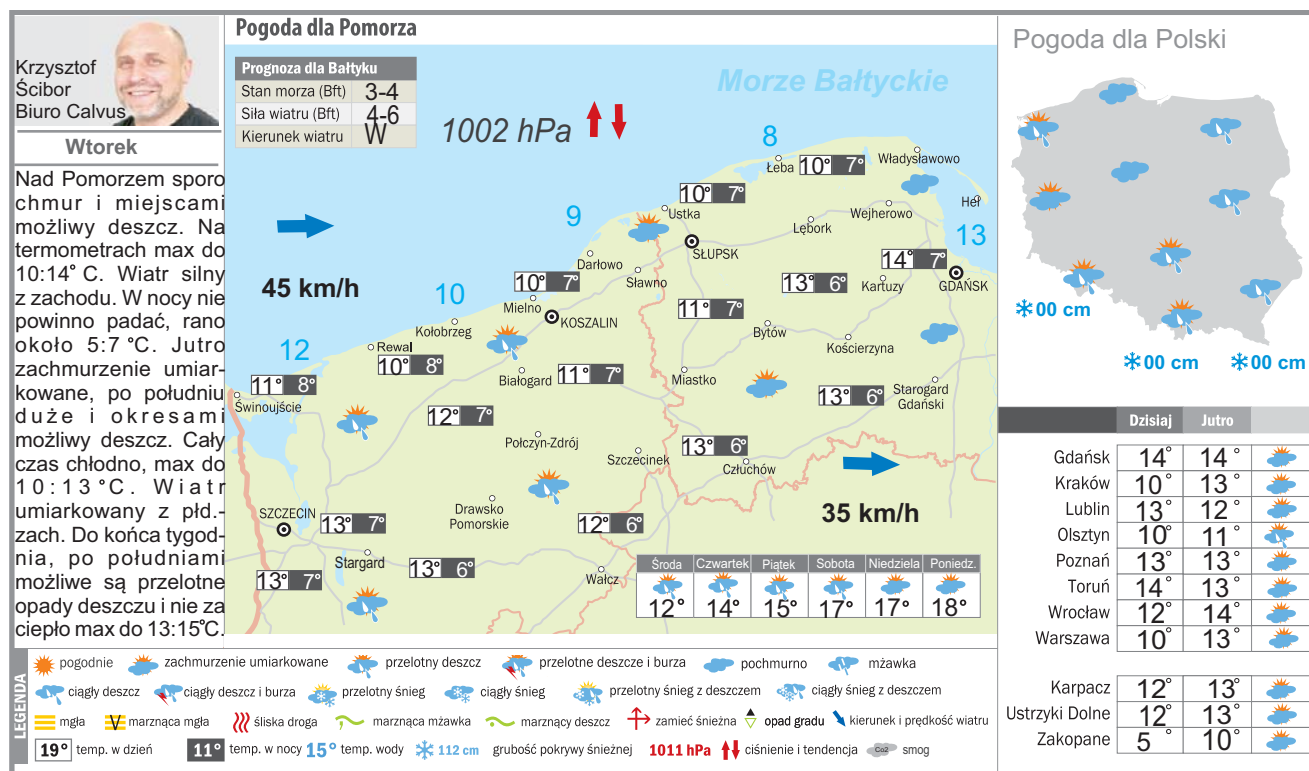 Krzysztof
Ścibor
Biuro Calvus
Wtorek
Nad Pomorzem sporo
chmur i miejscami
możliwy deszcz. Na
termometrach max do
10:14° C. Wiatr silny
z zachodu. W nocy nie
powinno padać, rano
około 5:7 °C. Jutro
zachmurzenie umiar-
kowane, po południu
duże i okresami
możliwy deszcz. Cały
czas chłodno, max do
10:13 °C. Wiatr
umiarkowany z płd.-
zach. Do końca tygod-
nia, po południami
możliwe są przelotne
opady deszczu i nie za
ciepło max do 13:15°C.
Pogoda dla Pomorza
Prognoza dla Bałtyku
Stan morza (Bft) 3-4
Siła wiatru (Bft) 4-6
Kierunek wiatru W
Morze Bałtyckie
1002 hPa
8
Łeba 10° 7°
Władysławowo
10° 7°
Ustka
Hel
Wejherowo
9
Lębork
13
SŁUPSK
14° 7°
Darłowo
GDAŃSK
Sławno
Kartuzy
13° 6°
10° 7°
45 km/h
Mielno
11° 7°
10
KOSZALIN
Bytów
Kołobrzeg
Kościerzyna
12
Rewal
10° 8°
Białogard
11° 7°
Miastko
11° 8°
Świnoujście
Starogard
Gdański
13° 6°
12° 7°
Połczyn-Zdrój
Szczecinek
13° 6°
Człuchów
Drawsko
Pomorskie
35 km/h
SZCZECIN
13° 7°
12° 6°
Stargard
13° 6°
Wałcz
13° 7°
Środa Czwartek Piątek Sobota Niedziela Poniedz.
12° 14° 15° 17° 17° 18°
Pogoda dla Polski
00 cm
00 cm 00 cm
Dzisiaj Jutro
Gdańsk 14° 14°
Kraków 10° 13°
Lublin 13° 12°
Olsztyn 10° 11°
Poznań 13° 13°
Toruń 14° 13°
Wrocław 12° 14°
Warszawa 10° 13°
Karpacz 12° 13°
Ustrzyki Dolne 12° 13°
Zakopane 5° 10°
LEGENDA
pogodnie zachmurzenie umiarkowane przelotny deszcz przelotne deszcze i burza pochmurno mżawka
ciągły deszcz ciągły deszcz i burza przelotny śnieg ciągły śnieg przelotny śnieg z deszczem ciągły śnieg z deszczem
mgła marznąca mgła śliska droga marznąca mżawka marznący deszcz zamieć śnieżna opad gradu kierunek i prędkość wiatru
19° temp. w dzień 11° temp. w nocy 15° temp. wody 112 cm grubość pokrywy śnieżnej 1011 hPa ciśnienie i tendencja Co2 smog